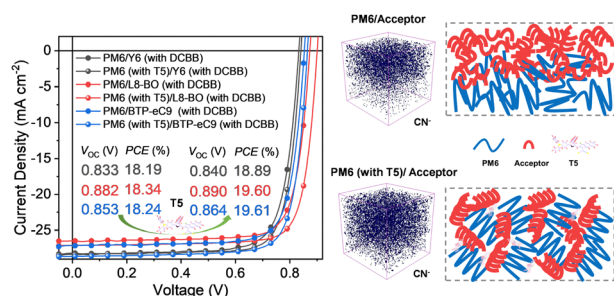 Current Density (mA cm⁻²)
0
-5
-10
-15
-20
-25
PM6/Y6 (with DCBB)
PM6 (with T5)/Y6 (with DCBB)
PM6/L8-BO (with DCBB)
PM6 (with T5)/L8-BO (with DCBB)
PM6/BTP-eC9 (with DCBB)
PM6 (with T5)/BTP-eC9 (with DCBB)
VOC (V) PCE (%) VOC (V) PCE (%)
0.833 18.19 0.840 18.89
0.882 18.34 0.890 19.60
0.853 18.24 0.864 19.61
T5
0.0 0.2 0.4 0.6 0.8
Voltage (V)
PM6/Acceptor
CN⁻
PM6 Acceptor T5
PM6 (with T5)/ Acceptor
CN⁻